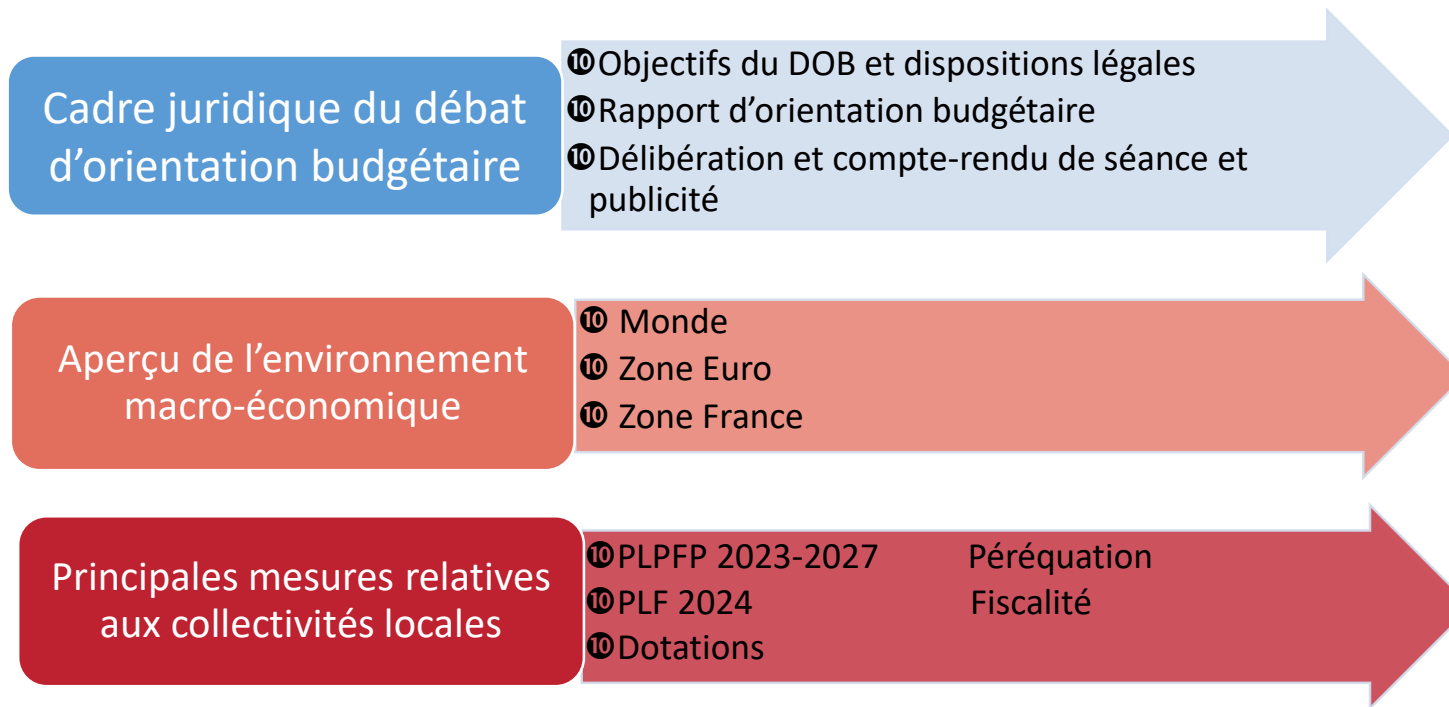 Cadre juridique du débat
d’orientation budgétaire
❿Objectifs du DOB et dispositions légales
❿Rapport d’orientation budgétaire
❿Délibération et compte-rendu de séance et
publicité
Aperçu de l’environnement
macro-économique
❿ Monde
❿ Zone Euro
❿ Zone France
Principales mesures relatives
aux collectivités locales
❿PLPFP 2023-2027 Péréquation
❿PLF 2024 Fiscalité
❿Dotations